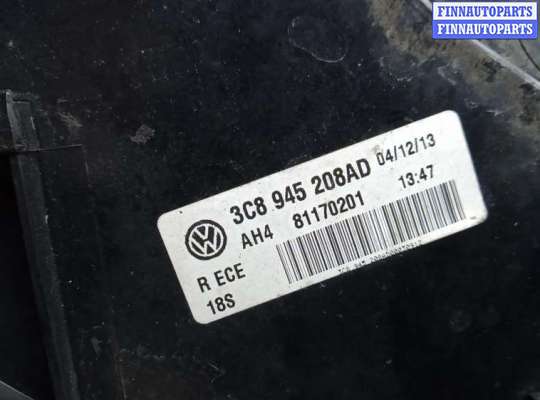 FINNAUTOPARTS
FINNAUTOPARTS
3C8 945 208AD 04/12/13
AH4 81170201 13:47
R ECE
18S